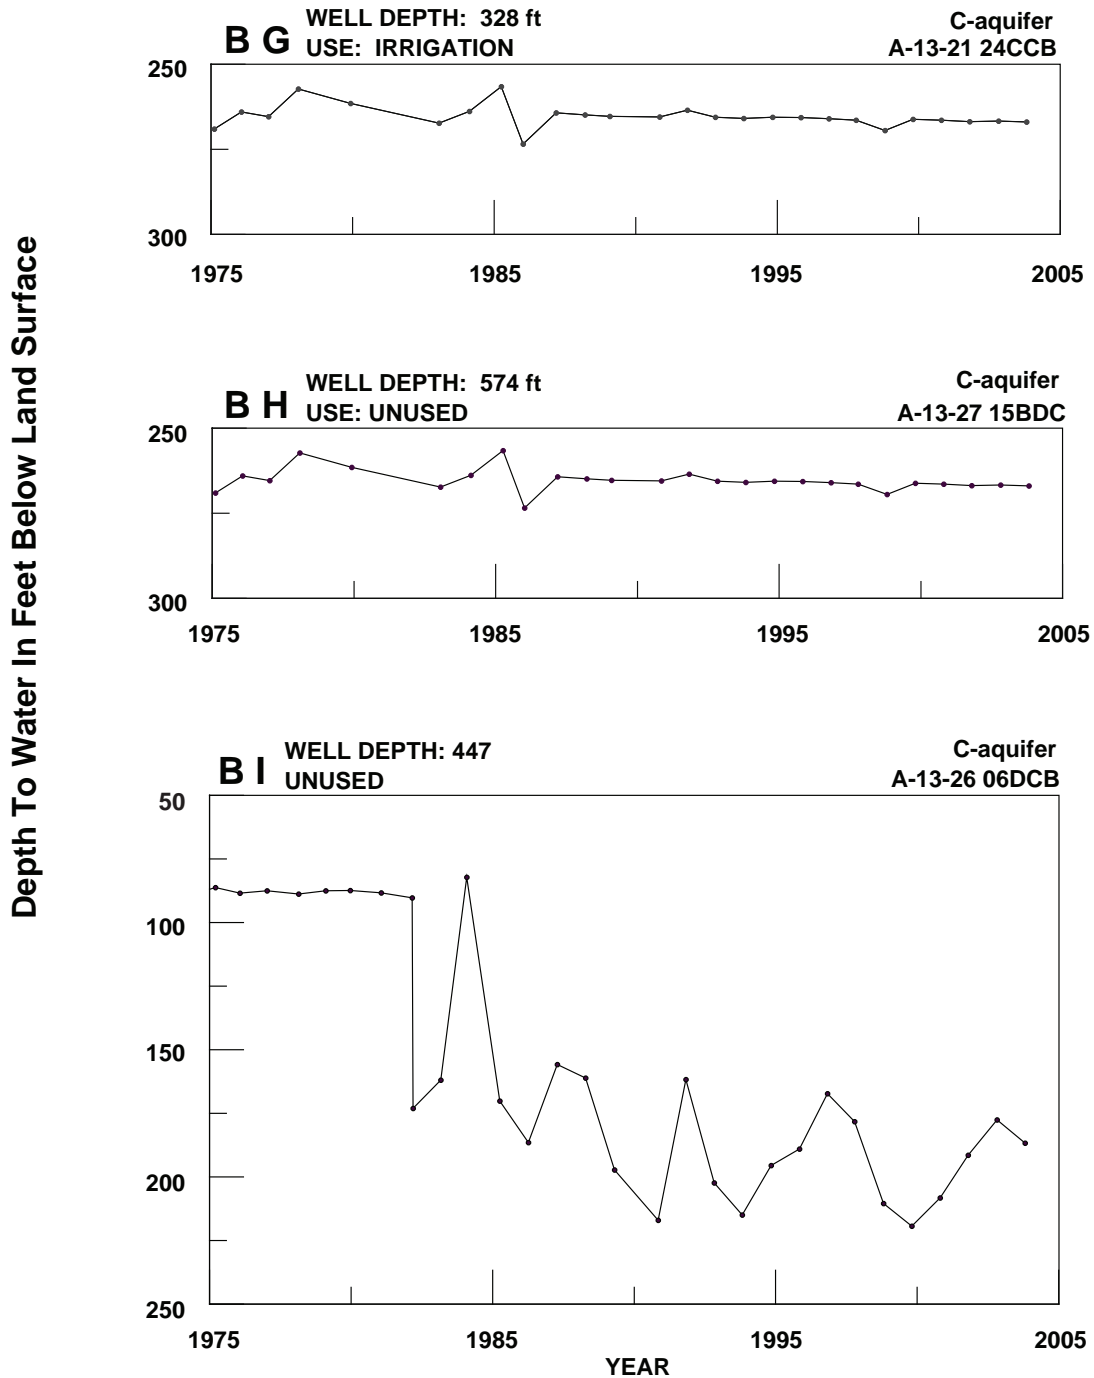 Depth To Water In Feet Below Land Surface
B G
WELL DEPTH: 328 ft
USE: IRRIGATION
C-aquifer
A-13-21 24CCB
250
300
1975 1985 1995 2005
B H
WELL DEPTH: 574 ft
USE: UNUSED
C-aquifer
A-13-27 15BDC
250
300
1975 1985 1995 2005
B I
WELL DEPTH: 447
UNUSED
C-aquifer
A-13-26 06DCB
50
100
150
200
250
1975 1985 1995 2005
YEAR